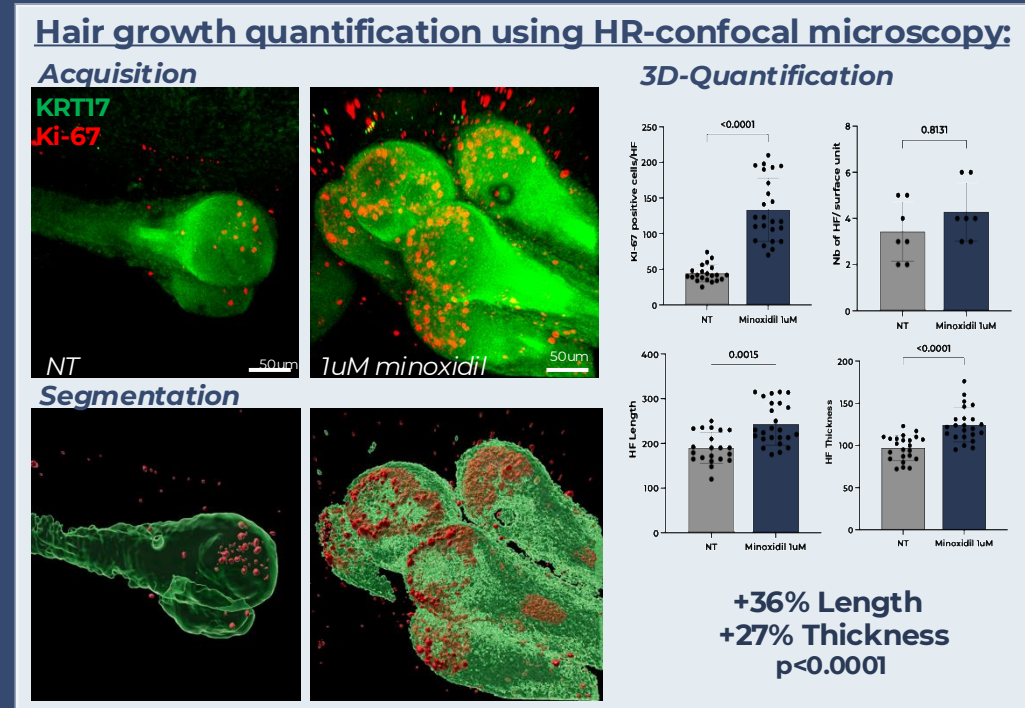 Hair growth quantification using HR-confocal microscopy:
Acquisition
KRT17
Ki-67
NT
50um
1uM minoxidil
50um
Segmentation
3D-Quantification
Ki-67 positive cells/HF
250
200
150
100
50
0
<0.0001
NT
Minoxidil 1uM
Nb of HF/ surface unit
8
6
4
2
0
0.8131
NT
Minoxidil 1uM
HF Length
400
300
200
100
0
0.0015
NT
Minoxidil 1uM
HF Thickness
200
150
100
50
0
<0.0001
NT
Minoxidil 1uM
+36% Length
+27% Thickness
p<0.0001